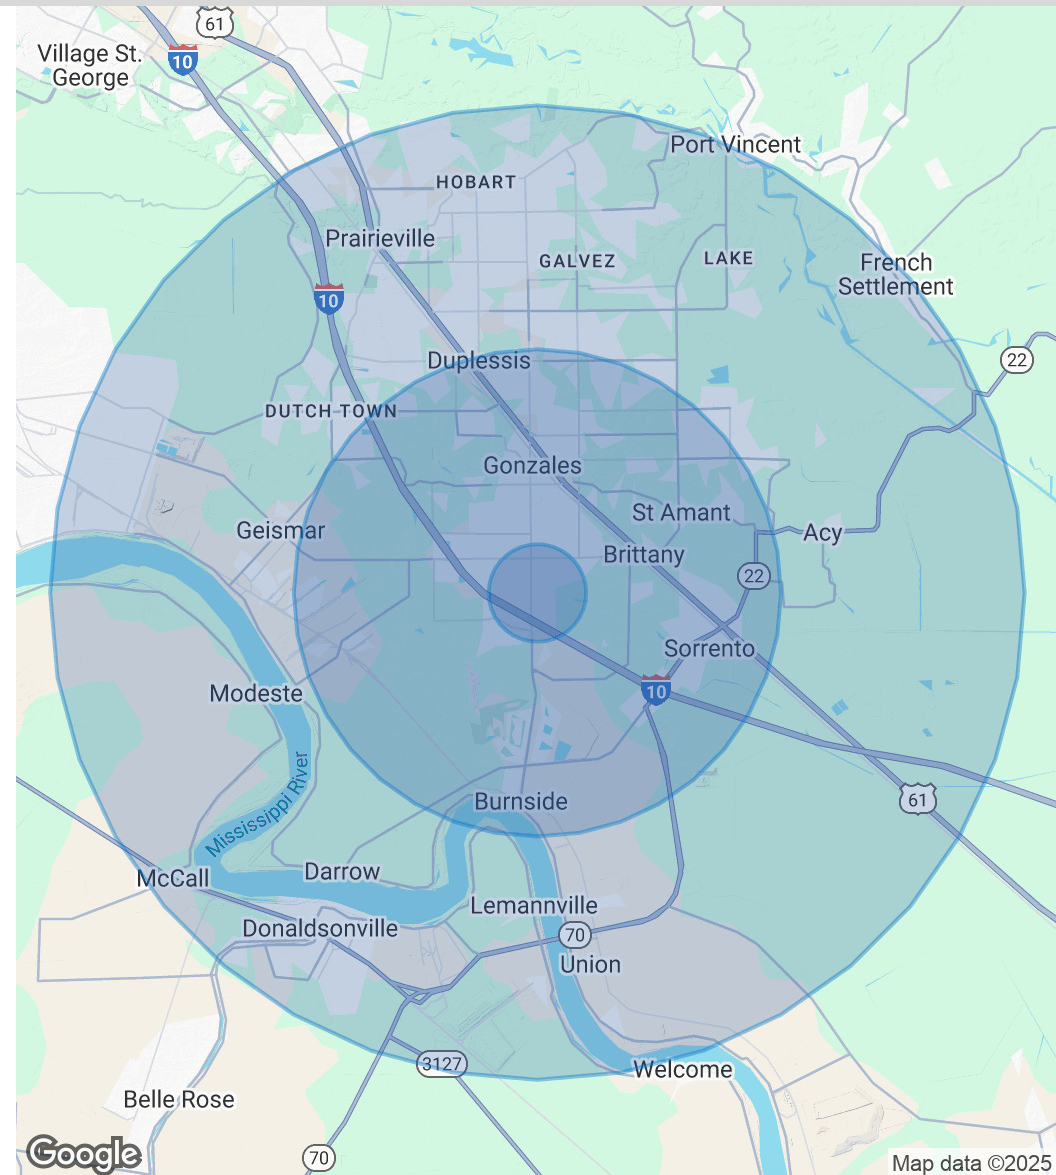 61
Village St.
George
10
Port Vincent
HOBART
Prairieville
GALVEZ
LAKE
French
Settlement
10
Duplessis
22
DUTCH TOWN
Gonzales
St Amant
Geismar
Acy
Brittany
22
Sorrento
Modeste
10
Mississippi River
Burnside
61
McCall
Darrow
Lemannville
Donaldsonville
70
Union
3127
Welcome
Belle Rose
Google
70
Map data ©2025